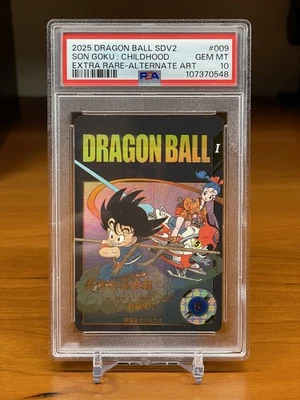 2025 DRAGON BALL SDV2 #009
SON GOKU : CHILDHOOD GEM MT
EXTRA RARE-ALTERNATE ART 10
PSA 107370548
DRAGON BALL
I